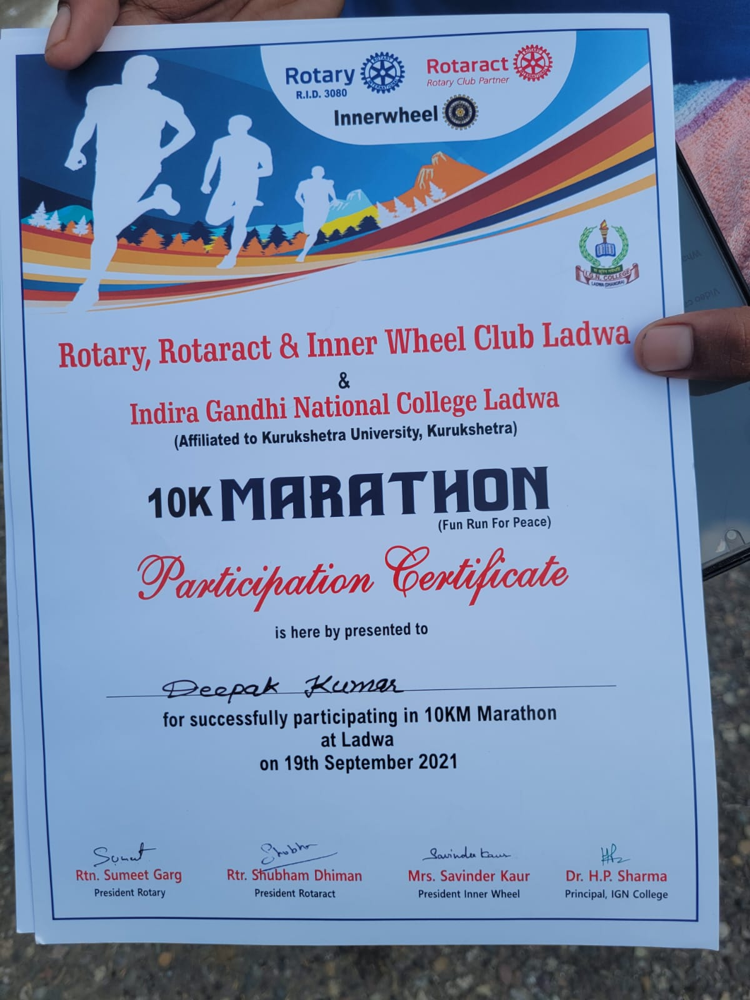 Rotary
R.I.D. 3080
Rotaract
Rotary Club Partner
Innerwheel
I.G.N. COLLEGE
LADWA (DHANORA)
Rotary, Rotaract & Inner Wheel Club Ladwa
&
Indira Gandhi National College Ladwa
(Affiliated to Kurukshetra University, Kurukshetra)
10K MARATHON
(Fun Run For Peace)
Participation Certificate
is here by presented to
Deepak Kumar
for successfully participating in 10KM Marathon
at Ladwa
on 19th September 2021
Sumeet
Shubham
Savinder Kaur
Rtn. Sumeet Garg
Rtr. Shubham Dhiman
Mrs. Savinder Kaur
Dr. H.P. Sharma
President Rotary
President Rotaract
President Inner Wheel
Principal, IGN College